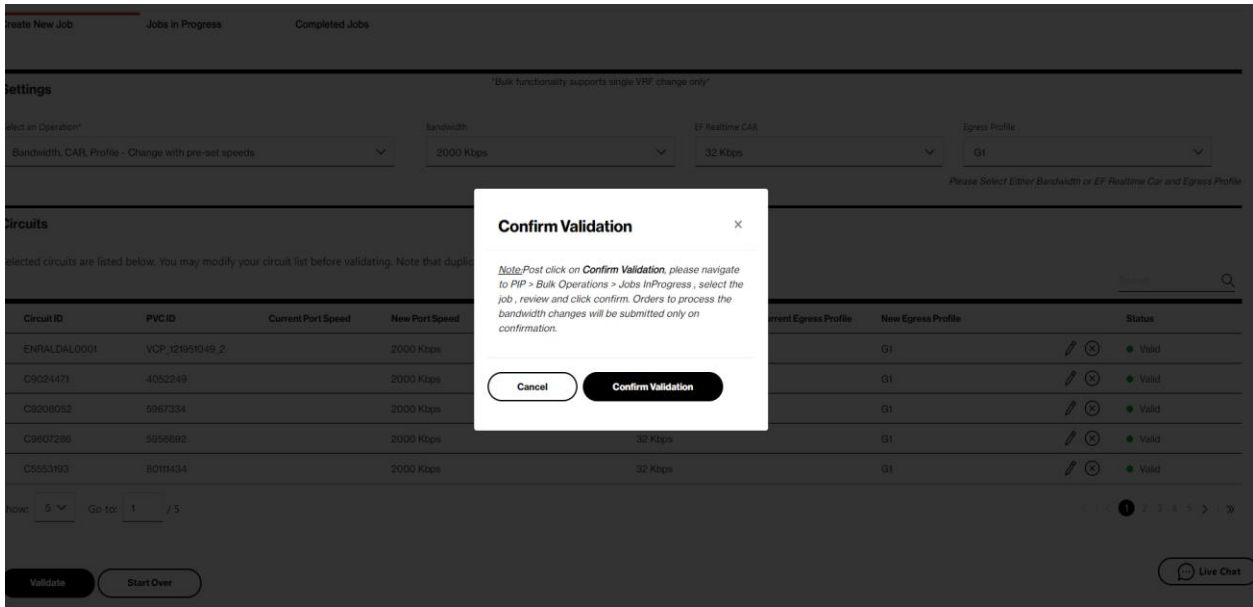 Create New Job Jobs in Progress Completed Jobs
Settings
*Bulk functionality supports single VRF change only*
Select an Operation* Bandwidth EF Realtime CAR Egress Profile
Bandwidth, CAR, Profile - Change with pre-set speeds 2000 Kbps 32 Kbps G1
Please Select Either Bandwidth or EF Realtime Car and Egress Profile
Circuits
Selected circuits are listed below. You may modify your circuit list before validating. Note that duplic
Search
Circuit ID PVC ID Current Port Speed New Port Speed rrent Egress Profile New Egress Profile Status
ENRALDAL0001 VCP_121951049_2 2000 Kbps G1 Valid
C9024471 4052249 2000 Kbps G1 Valid
C9208052 5967334 2000 Kbps G1 Valid
C9607286 5956692 2000 Kbps 32 Kbps G1 Valid
C5553193 80111434 2000 Kbps 32 Kbps G1 Valid
Confirm Validation ×
Note:Post click on Confirm Validation, please navigate
to PIP > Bulk Operations > Jobs InProgress , select the
job , review and click confirm. Orders to process the
bandwidth changes will be submitted only on
confirmation.
Cancel Confirm Validation
Show: 5 Go to: 1 / 5 1 2 3 4 5
Validate Start Over Live Chat